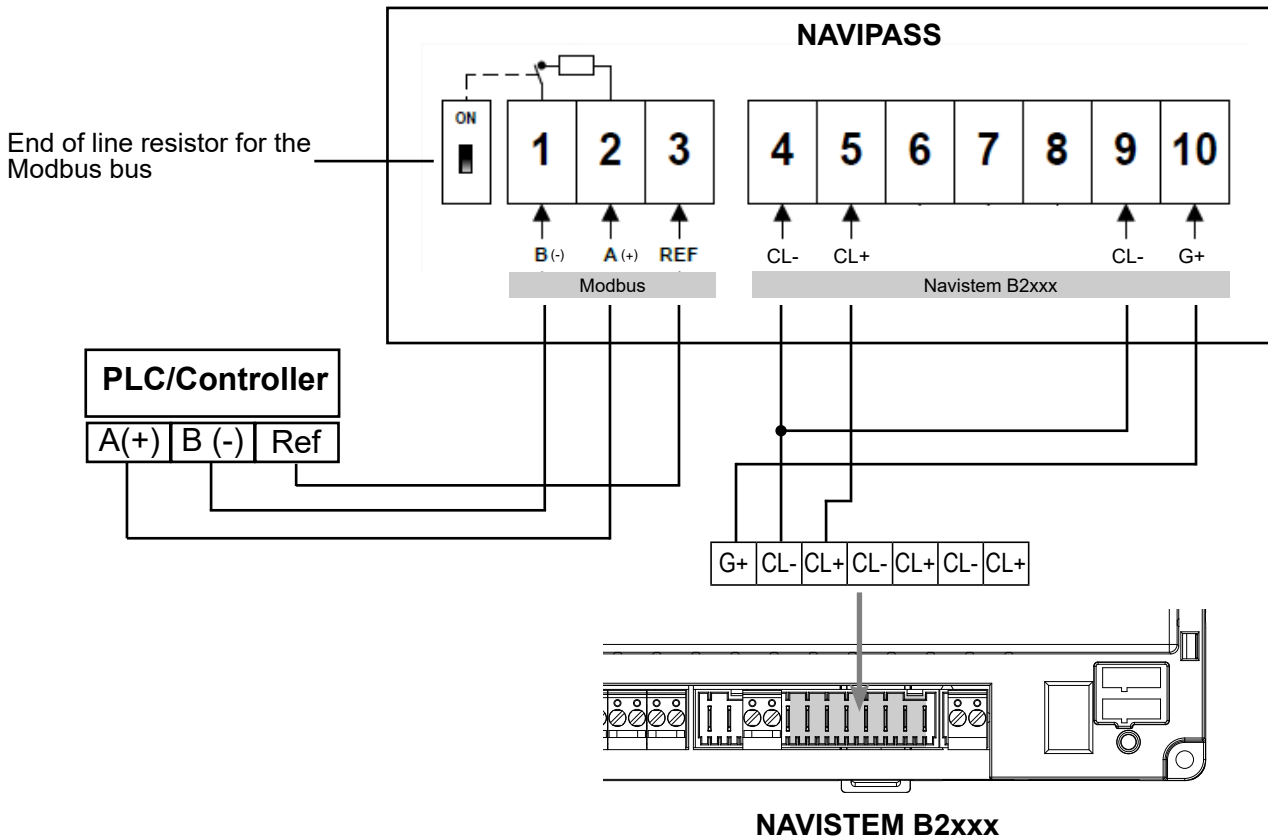 NAVIPASS
ON
1 2 3 4 5 6 7 8 9 10
End of line resistor for the
Modbus bus
B (-) A (+) REF CL- CL+ CL- G+
Modbus Navistem B2xxx
PLC/Controller
A(+) B (-) Ref
G+ CL- CL+ CL- CL+ CL- CL+
NAVISTEM B2xxx